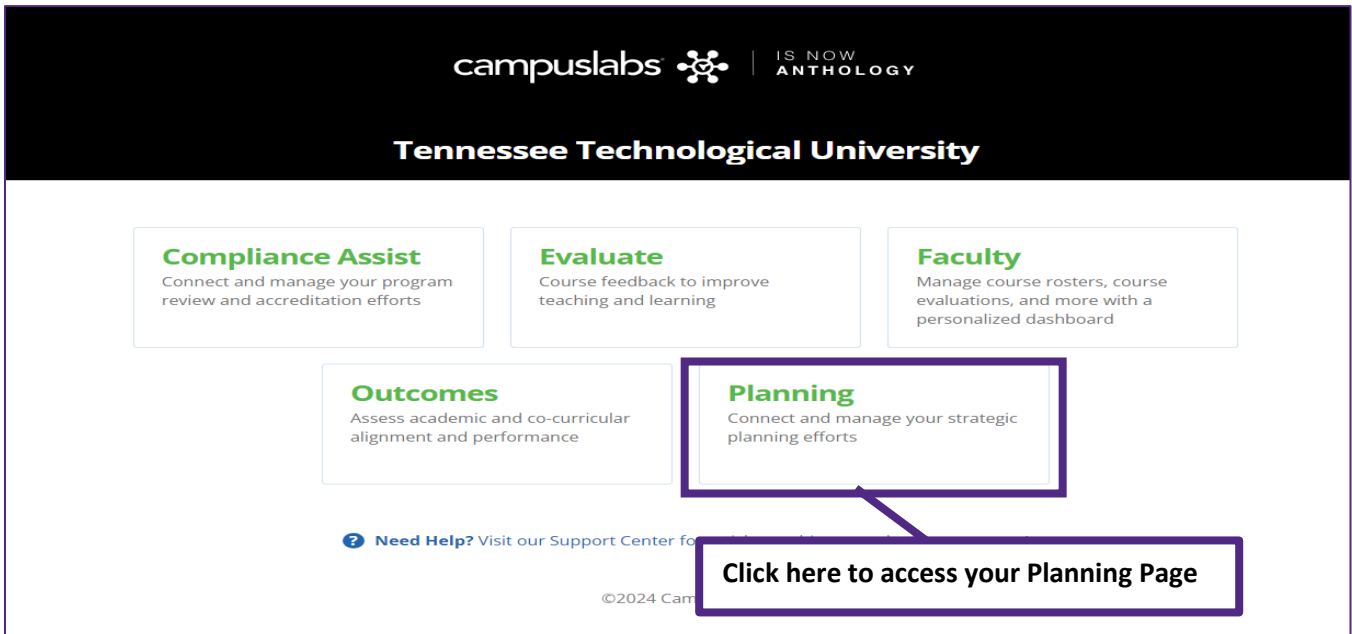 campuslabs IS NOW
ANTHOLOGY
Tennessee Technological University
Compliance Assist
Connect and manage your program
review and accreditation efforts
Evaluate
Course feedback to improve
teaching and learning
Faculty
Manage course rosters, course
evaluations, and more with a
personalized dashboard
Outcomes
Assess academic and co-curricular
alignment and performance
Planning
Connect and manage your strategic
planning efforts
? Need Help? Visit our Support Center
Click here to access your Planning Page
©2024